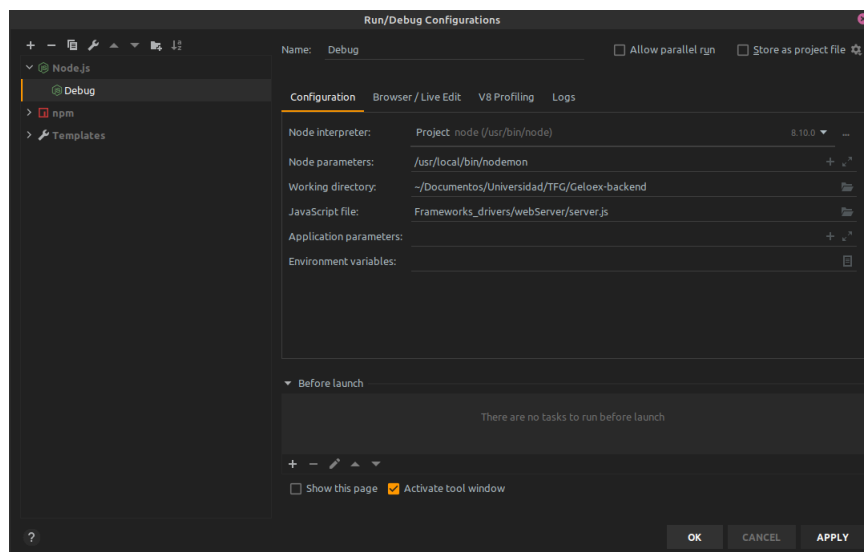 Run/Debug Configurations
Name: Debug
Allow parallel run
Store as project file
Node.js
Debug
npm
Templates
Configuration Browser / Live Edit V8 Profiling Logs
Node interpreter: Project node (/usr/bin/node) 8.10.0 ...
Node parameters: /usr/local/bin/nodemon
Working directory: ~/Documentos/Universidad/TFG/Geloex-backend
JavaScript file: Frameworks_drivers/webServer/server.js
Application parameters:
Environment variables:
Before launch
There are no tasks to run before launch
Show this page Activate tool window
? OK CANCEL APPLY